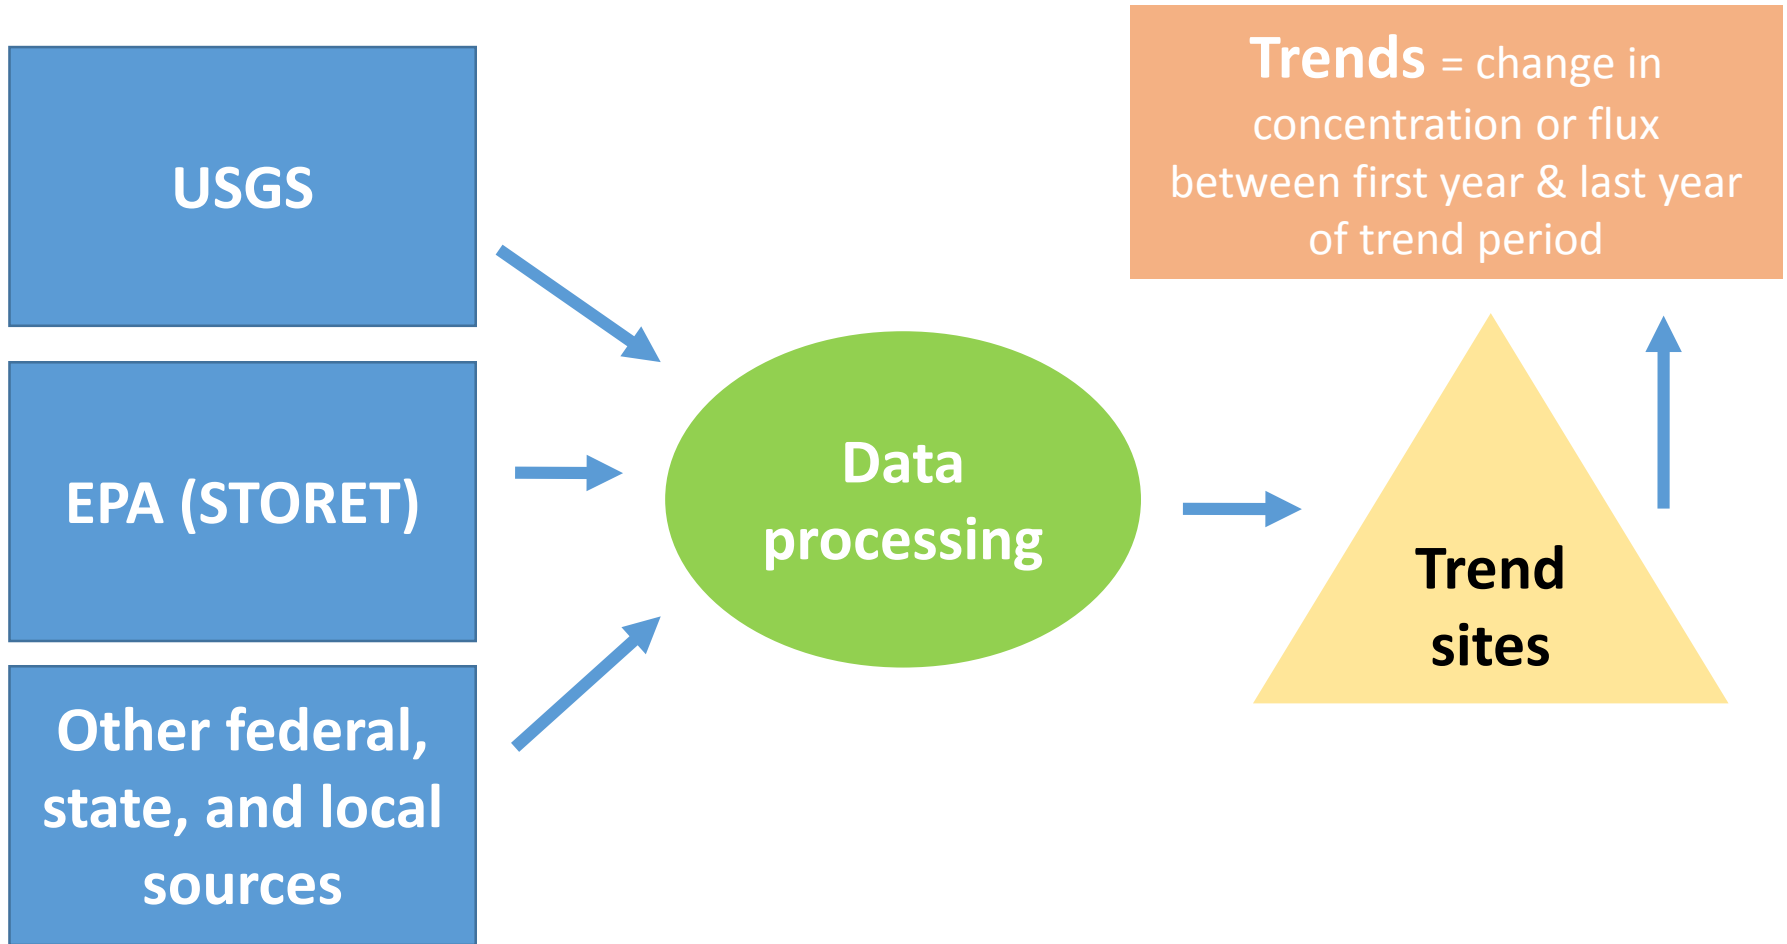 USGS
EPA (STORET)
Other federal,
state, and local
sources
Data
processing
Trend
sites
Trends = change in
concentration or flux
between first year & last year
of trend period